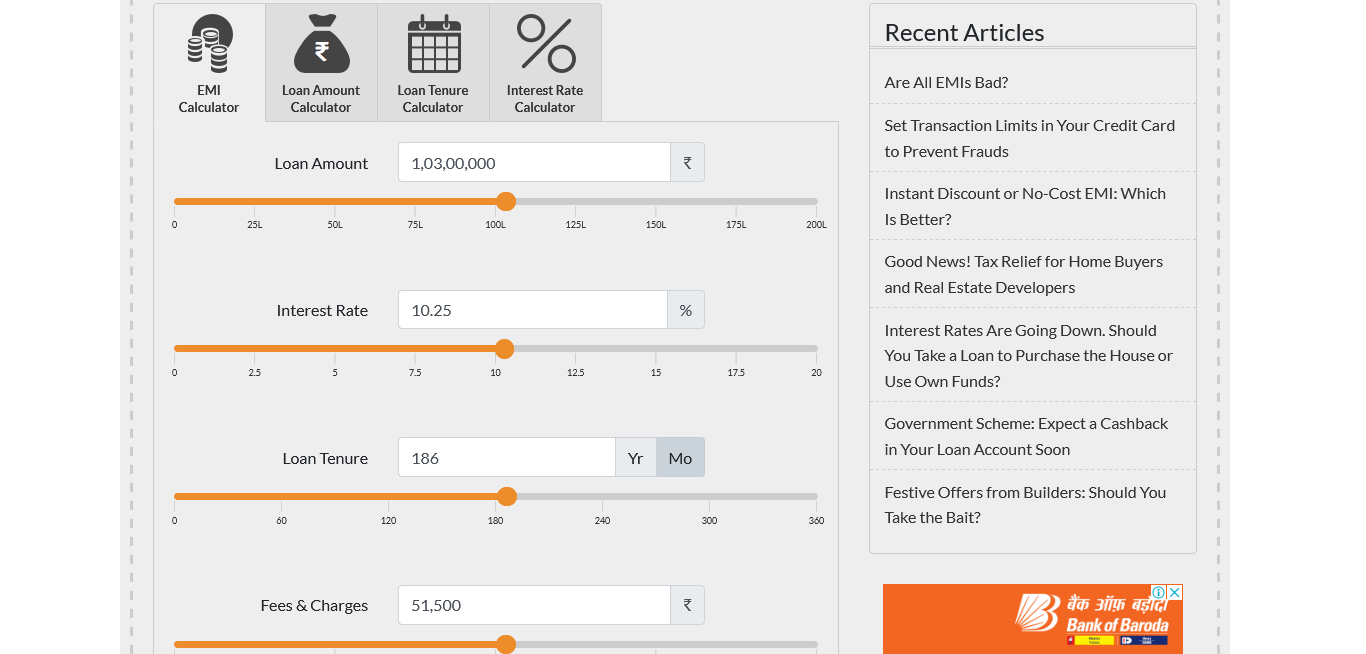 EMI
Calculator
Loan Amount
Calculator
Loan Tenure
Calculator
Interest Rate
Calculator
Loan Amount
1,03,00,000
₹
0 25L 50L 75L 100L 125L 150L 175L 200L
Interest Rate
10.25
%
0 2.5 5 7.5 10 12.5 15 17.5 20
Loan Tenure
186
Yr
Mo
0 60 120 180 240 300 360
Fees & Charges
51,500
₹
Recent Articles
Are All EMIs Bad?
Set Transaction Limits in Your Credit Card
to Prevent Frauds
Instant Discount or No-Cost EMI: Which
Is Better?
Good News! Tax Relief for Home Buyers
and Real Estate Developers
Interest Rates Are Going Down. Should
You Take a Loan to Purchase the House or
Use Own Funds?
Government Scheme: Expect a Cashback
in Your Loan Account Soon
Festive Offers from Builders: Should You
Take the Bait?
बैंक ऑफ़ बड़ौदा
Bank of Baroda